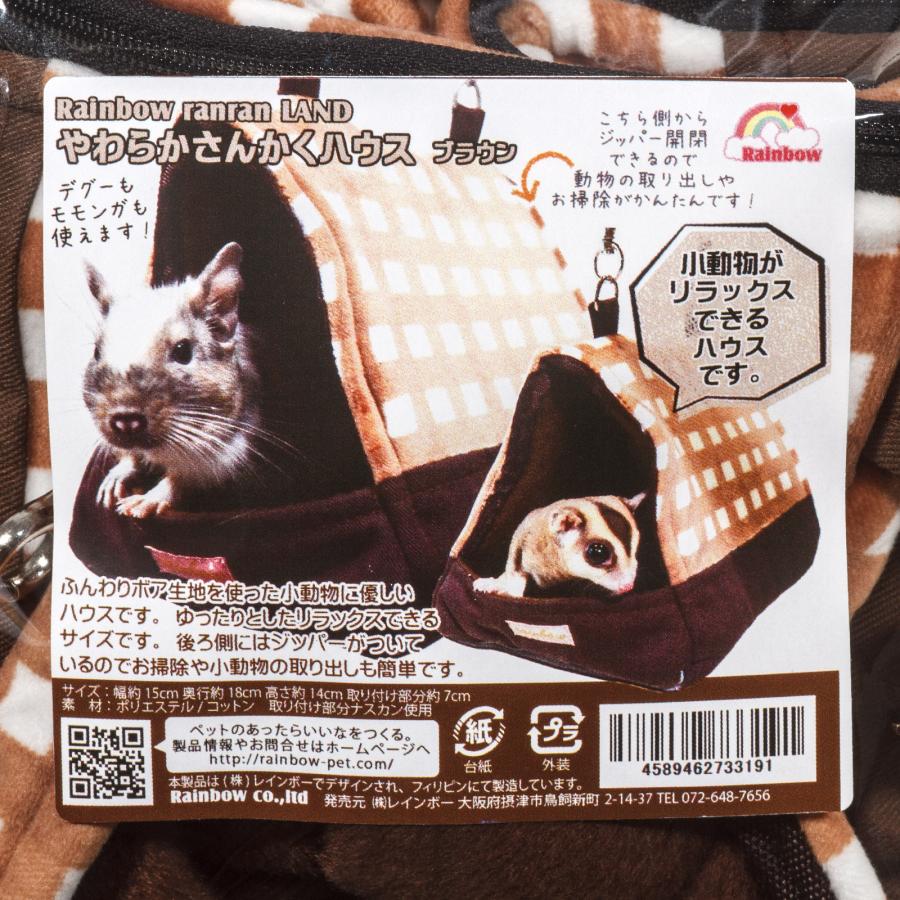 Rainbow ranran LAND
やわらかさんかくハウス ブラウン
デグーも
モモンガも
使えます!
こちら側から
ジッパー開閉
できるので
動物の取り出しや
お掃除がかんたんです!
Rainbow
小動物が
リラックス
できる
ハウス
です。
rainbow
ふんわりボア生地を使った小動物に優しい
ハウスです。ゆったりとしたリラックスできる
サイズです。後ろ側にはジッパーがついて
いるのでお掃除や小動物の取り出しも簡単です。
サイズ:幅約15cm 奥行約18cm 高さ約14cm 取り付け部分約7cm
素 材:ポリエステル/コットン 取り付け部分ナスカン使用
ペットのあったらいいなをつくる。
製品情報やお問合せはホームページへ
http://rainbow-pet.com/
紙
台紙
プラ
外装
4589462733191
本製品は(株)レインボーでデザインされ、フィリピンにて製造しています。
Rainbow co.,ltd 発売元 ㈱レインボー 大阪府摂津市鳥飼新町 2-14-37 TEL 072-648-7656